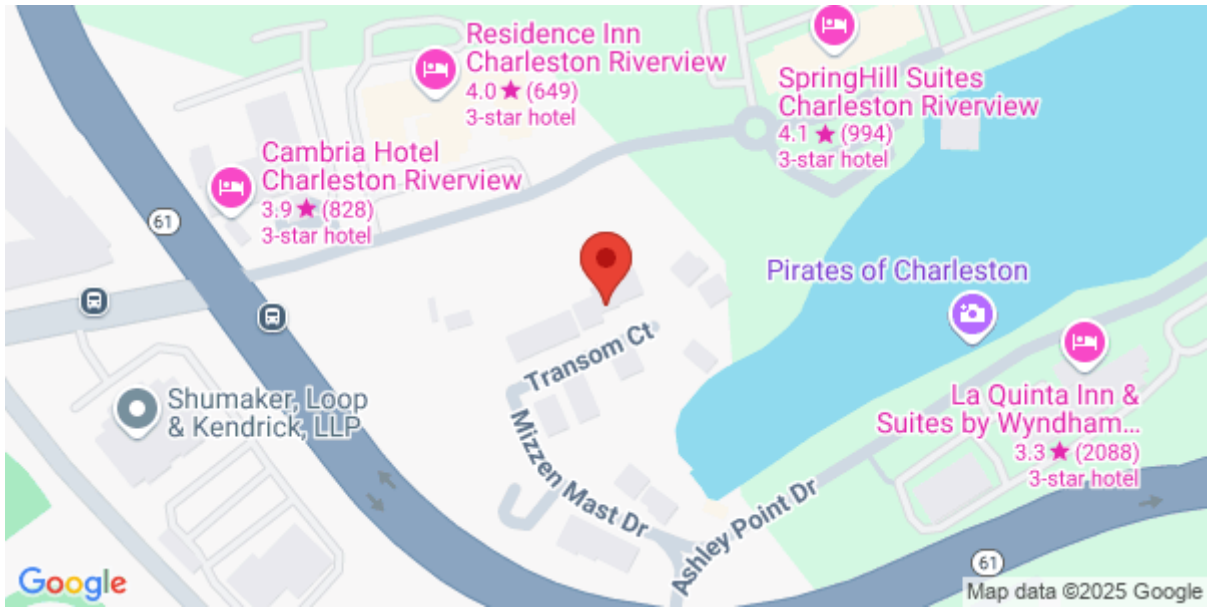 Residence Inn
Charleston Riverview
4.0 ★ (649)
3-star hotel
SpringHill Suites
Charleston Riverview
4.1 ★ (994)
3-star hotel
Cambria Hotel
Charleston Riverview
3.9 ★ (828)
3-star hotel
61
Pirates of Charleston
Transom Ct
Shumaker, Loop
& Kendrick, LLP
La Quinta Inn &
Suites by Wyndham...
3.3 ★ (2088)
3-star hotel
Mizzen Mast Dr
Ashley Point Dr
61
Google
Map data ©2025 Google